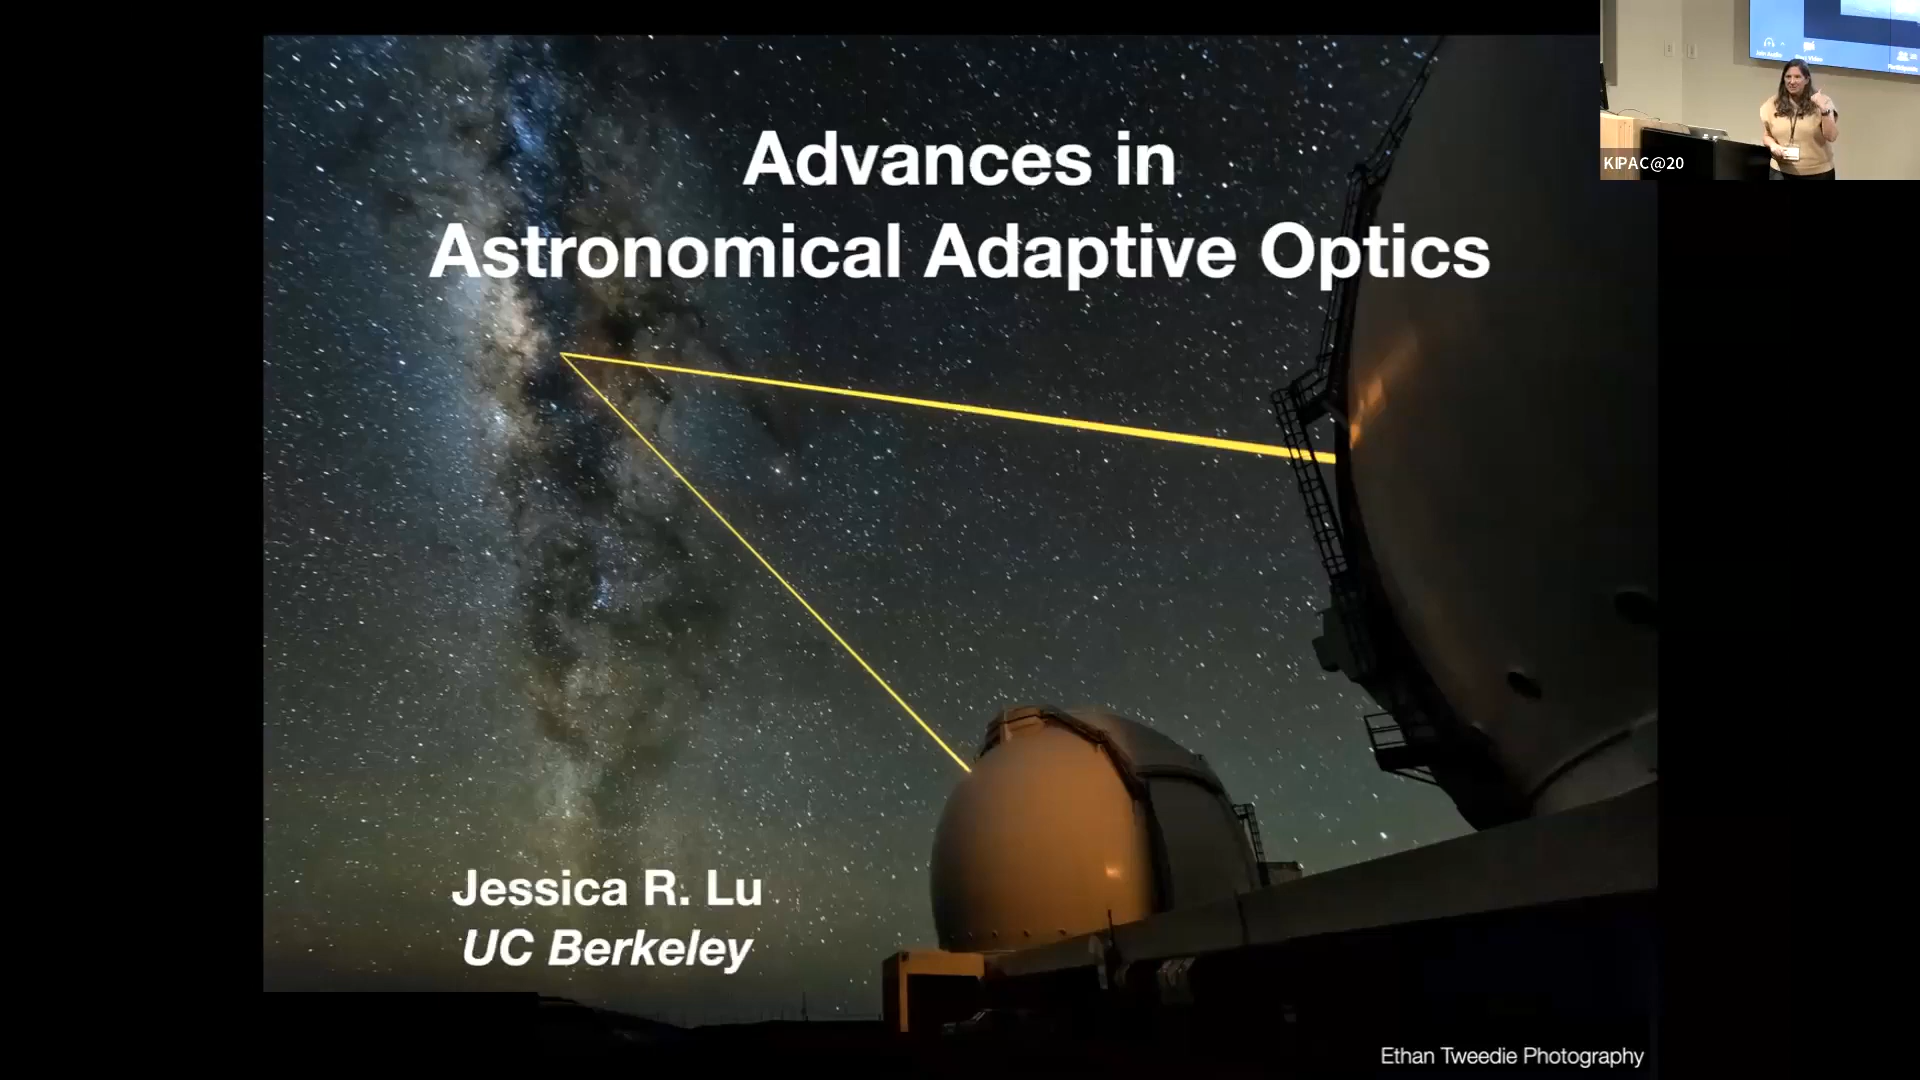 Advances in
Astronomical Adaptive Optics
KIPAC@20
Jessica R. Lu
UC Berkeley
Ethan Tweedie Photography